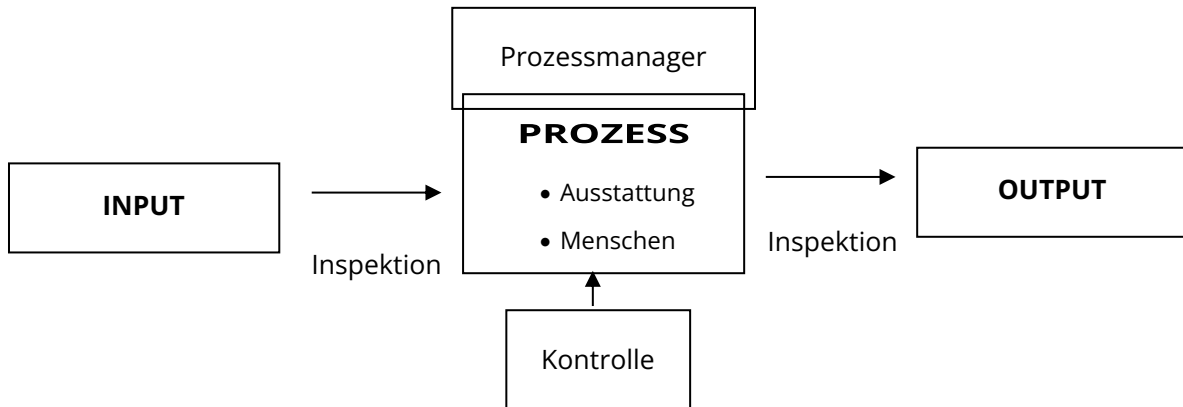 Prozessmanager
PROZESS
• Ausstattung
• Menschen
INPUT
Inspektion
Inspektion
OUTPUT
Kontrolle